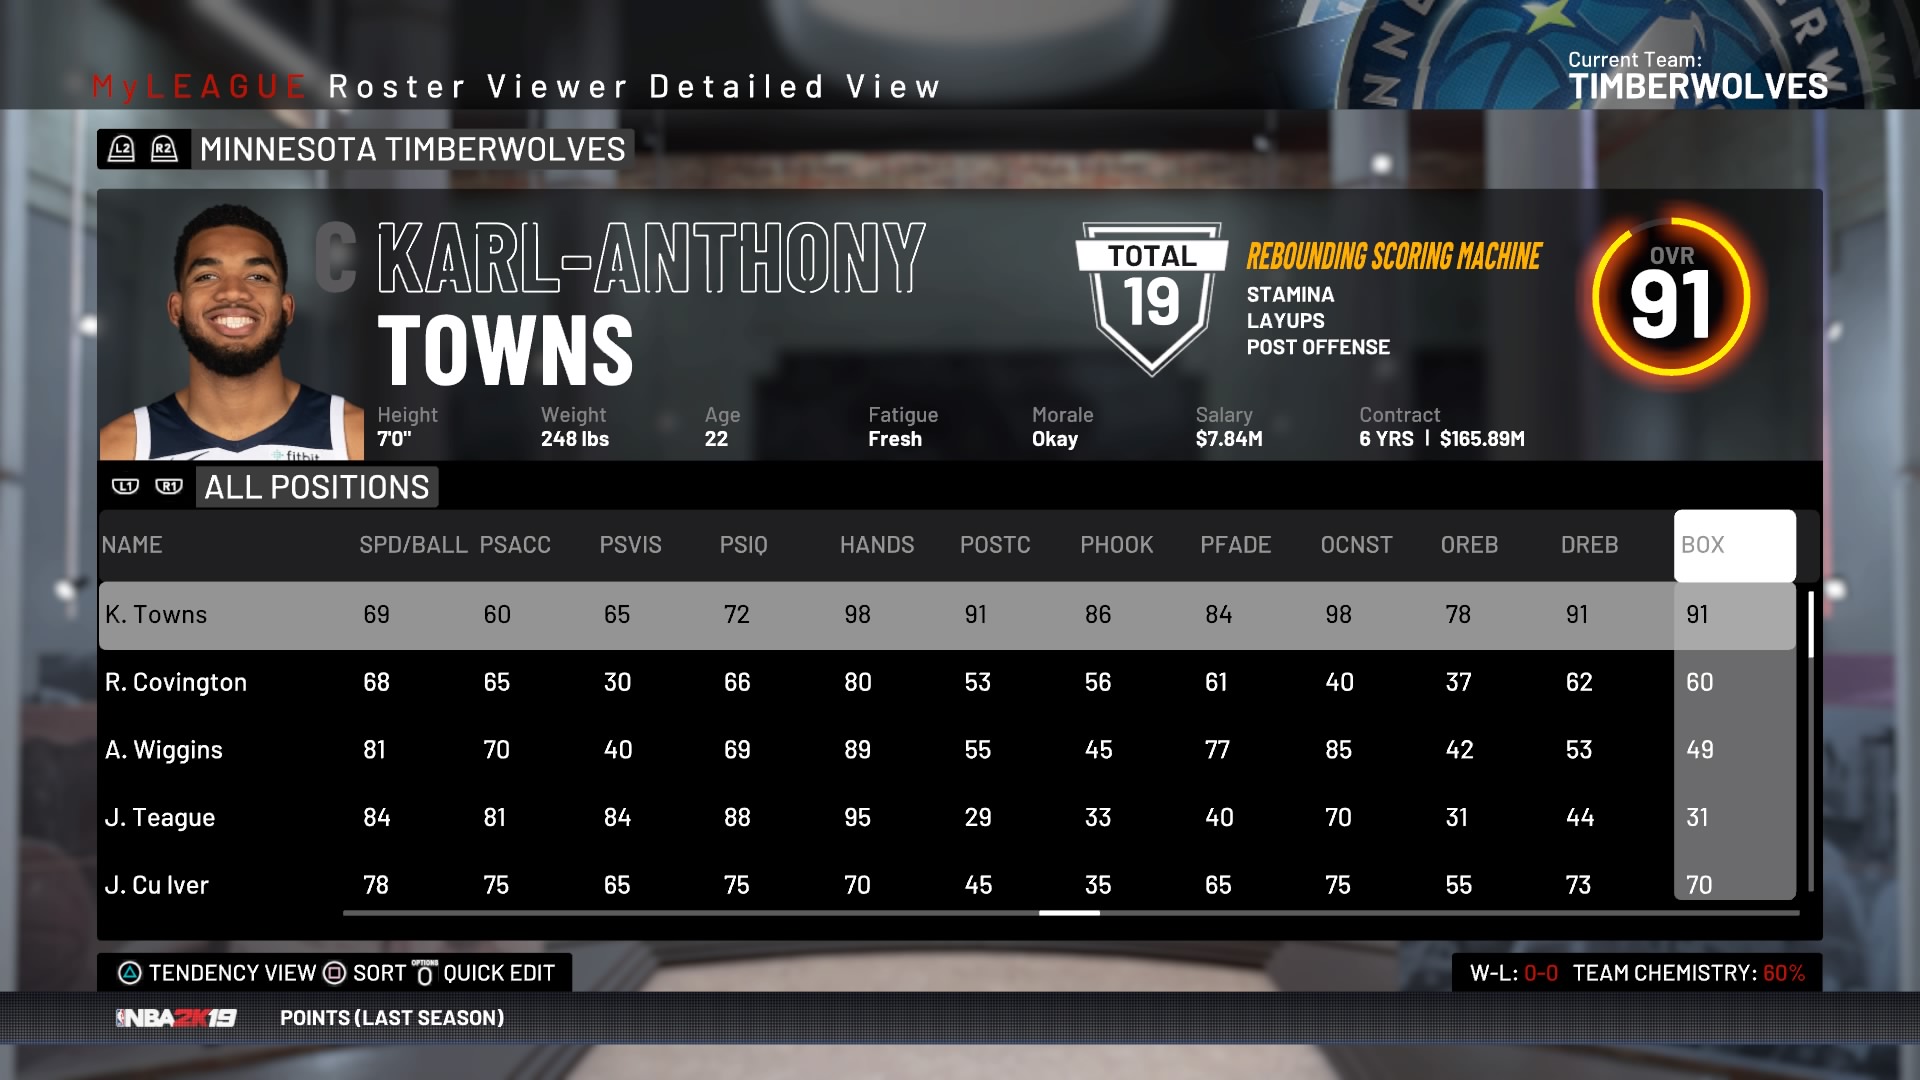 MyLEAGUE Roster Viewer Detailed View
Current Team:
TIMBERWOLVES
L2 R2 MINNESOTA TIMBERWOLVES
C KARL-ANTHONY
TOWNS
TOTAL
19
REBOUNDING SCORING MACHINE
STAMINA
LAYUPS
POST OFFENSE
OVR
91
Height Weight Age Fatigue Morale Salary Contract
7'0" 248 lbs 22 Fresh Okay $7.84M 6 YRS | $165.89M
fitbit
L1 R1 ALL POSITIONS
NAME SPD/BALL PSACC PSVIS PSIQ HANDS POSTC PHOOK PFADE OCNST OREB DREB BOX
K. Towns 69 60 65 72 98 91 86 84 98 78 91 91
R. Covington 68 65 30 66 80 53 56 61 40 37 62 60
A. Wiggins 81 70 40 69 89 55 45 77 85 42 53 49
J. Teague 84 81 84 88 95 29 33 40 70 31 44 31
J. Cu lver 78 75 65 75 70 45 35 65 75 55 73 70
TENDENCY VIEW SORT OPTIONS QUICK EDIT
W-L: 0-0 TEAM CHEMISTRY: 60%
NBA2K19 POINTS (LAST SEASON)